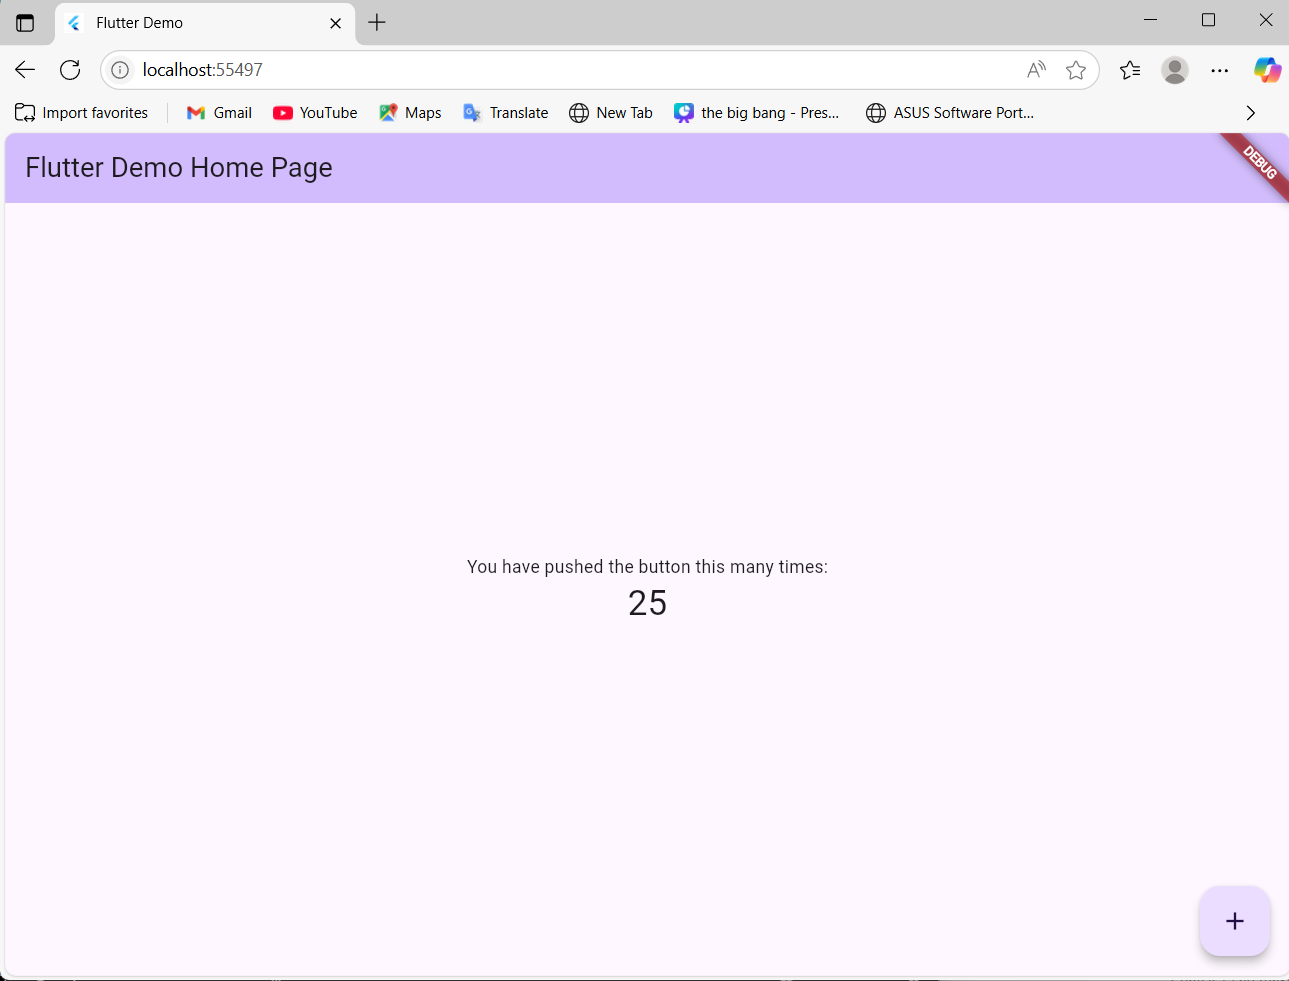 Flutter Demo
localhost:55497
Import favorites Gmail YouTube Maps Translate New Tab the big bang - Pres... ASUS Software Port...
Flutter Demo Home Page
DEBUG
You have pushed the button this many times:
25